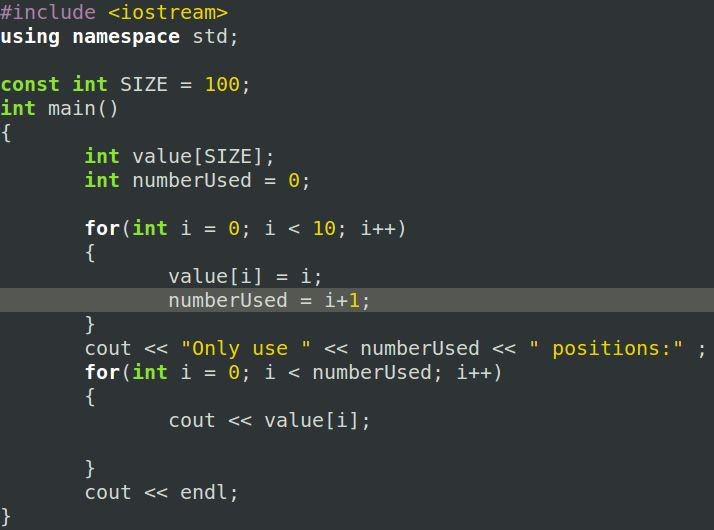 #include <iostream>
using namespace std;

const int SIZE = 100;
int main()
{
        int value[SIZE];
        int numberUsed = 0;

        for(int i = 0; i < 10; i++)
        {
                value[i] = i;
                numberUsed = i+1;
        }
        cout << "Only use " << numberUsed << " positions:" ;
        for(int i = 0; i < numberUsed; i++)
        {
                cout << value[i];

        }
        cout << endl;
}